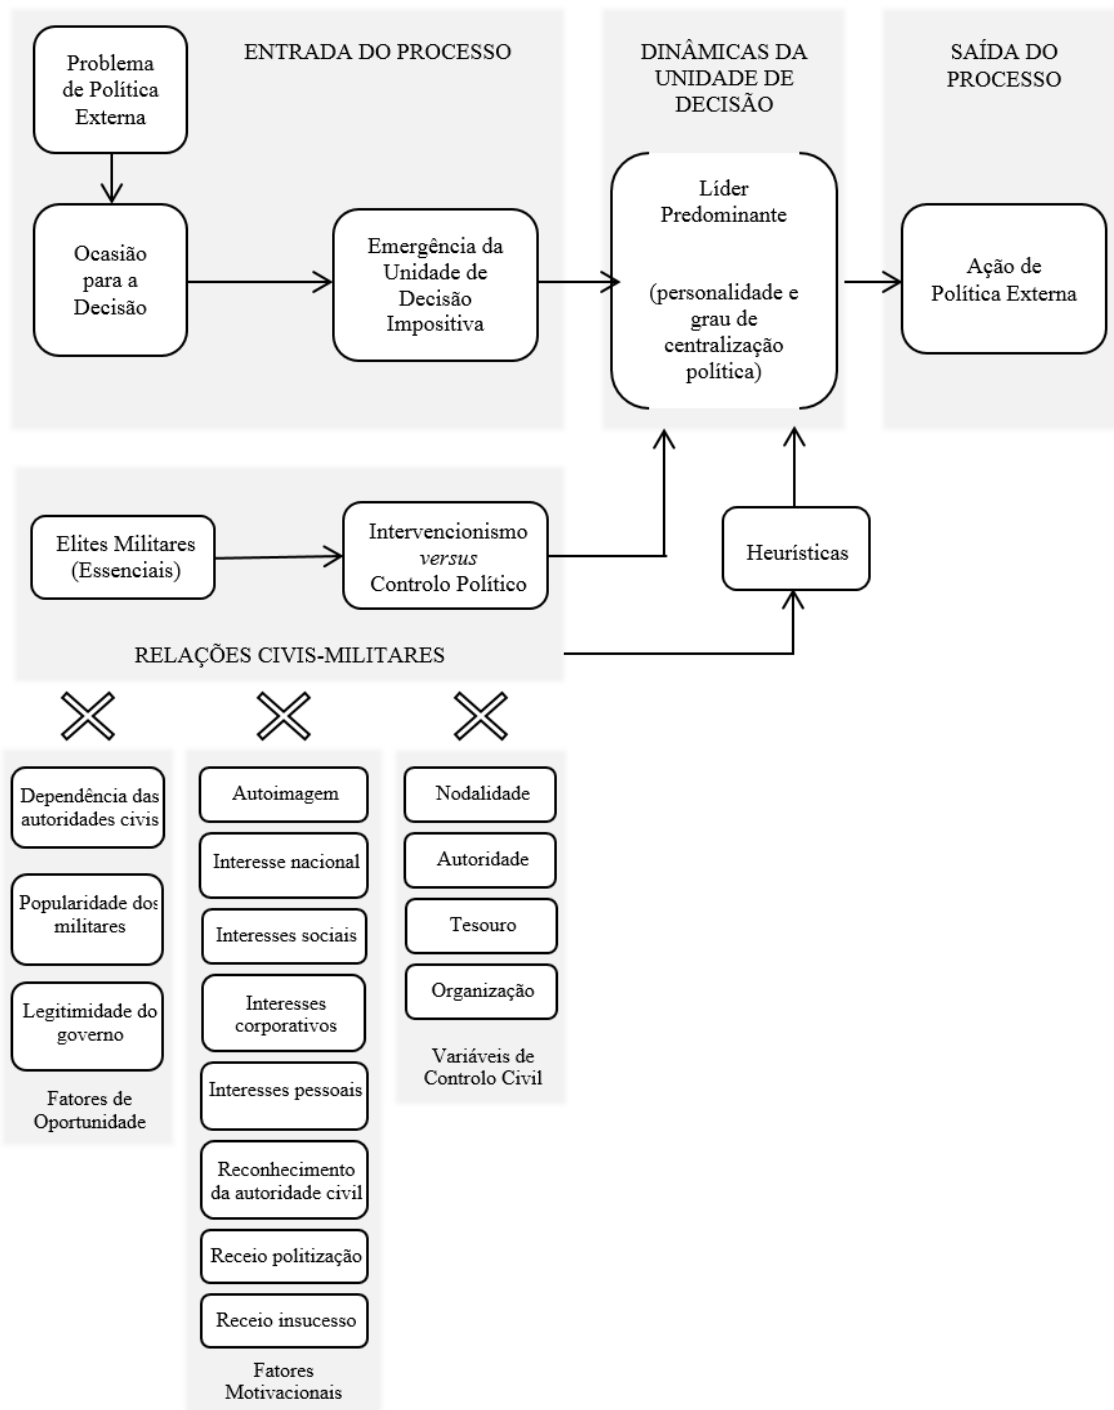 ENTRADA DO PROCESSO
Problema
de Política
Externa
Ocasião
para a
Decisão
Emergência da
Unidade de
Decisão
Impositiva
DINÂMICAS DA
UNIDADE DE
DECISÃO
Líder
Predominante
(personalidade e
grau de
centralização
política)
SAÍDA DO
PROCESSO
Ação de
Política Externa
Elites Militares
(Essenciais)
Intervencionismo
versus
Controlo Político
Heurísticas
RELAÇÕES CIVIS-MILITARES
Dependência das
autoridades civis
Popularidade dos
militares
Legitimidade do
governo
Fatores de
Oportunidade
Autoimagem
Interesse nacional
Interesses sociais
Interesses
corporativos
Interesses pessoais
Reconhecimento
da autoridade civil
Receio politização
Receio insucesso
Fatores
Motivacionais
Nodalidade
Autoridade
Tesouro
Organização
Variáveis de
Controlo Civil